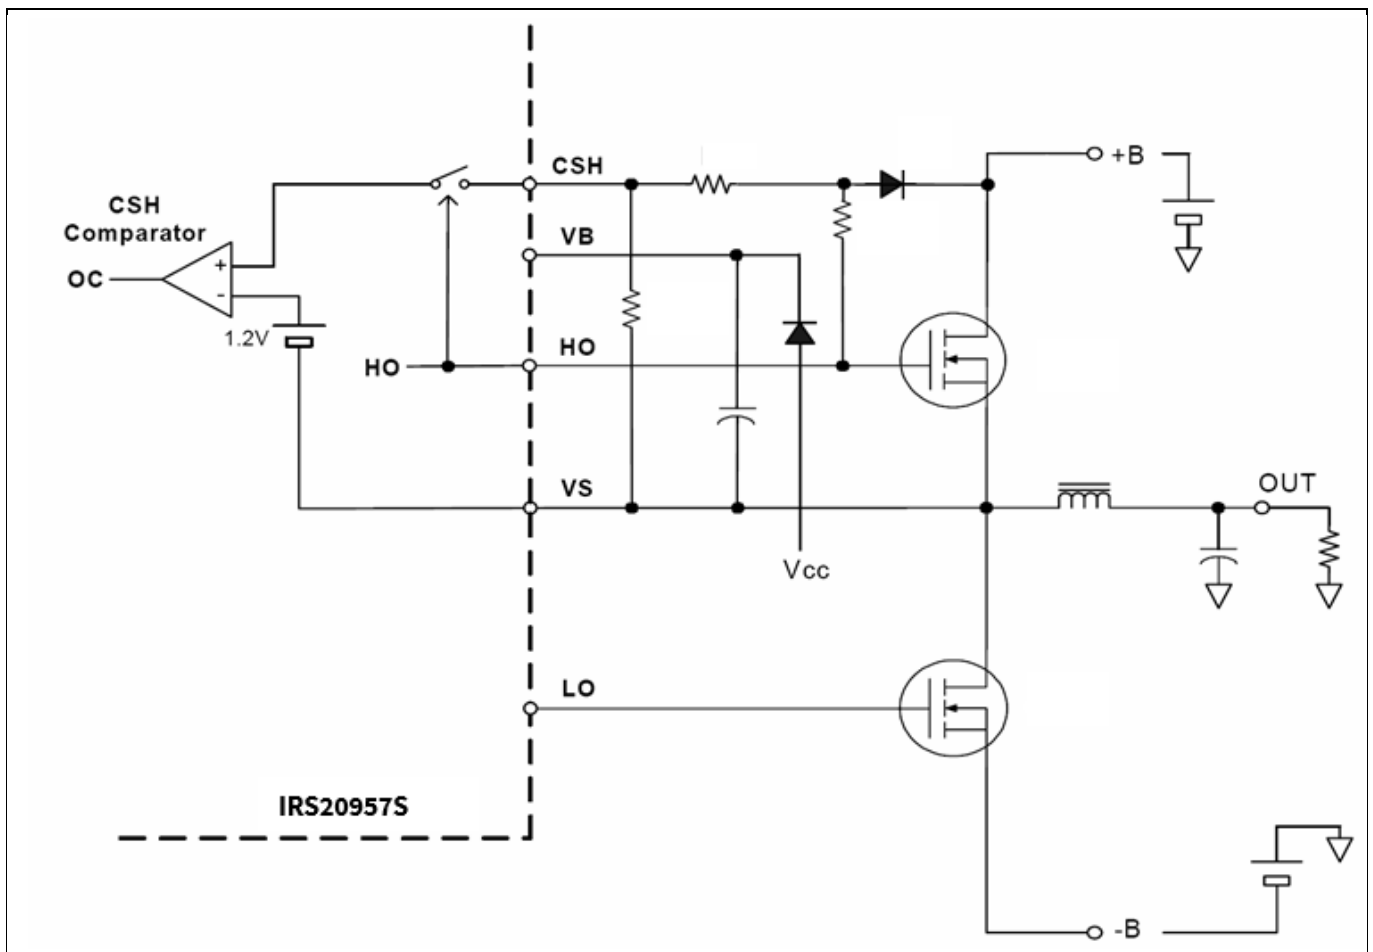 +B
CSH
CSH
Comparator
VB
+
OC
-
1.2V
HO
HO
VS
OUT
Vcc
LO
IRS20957S
-B